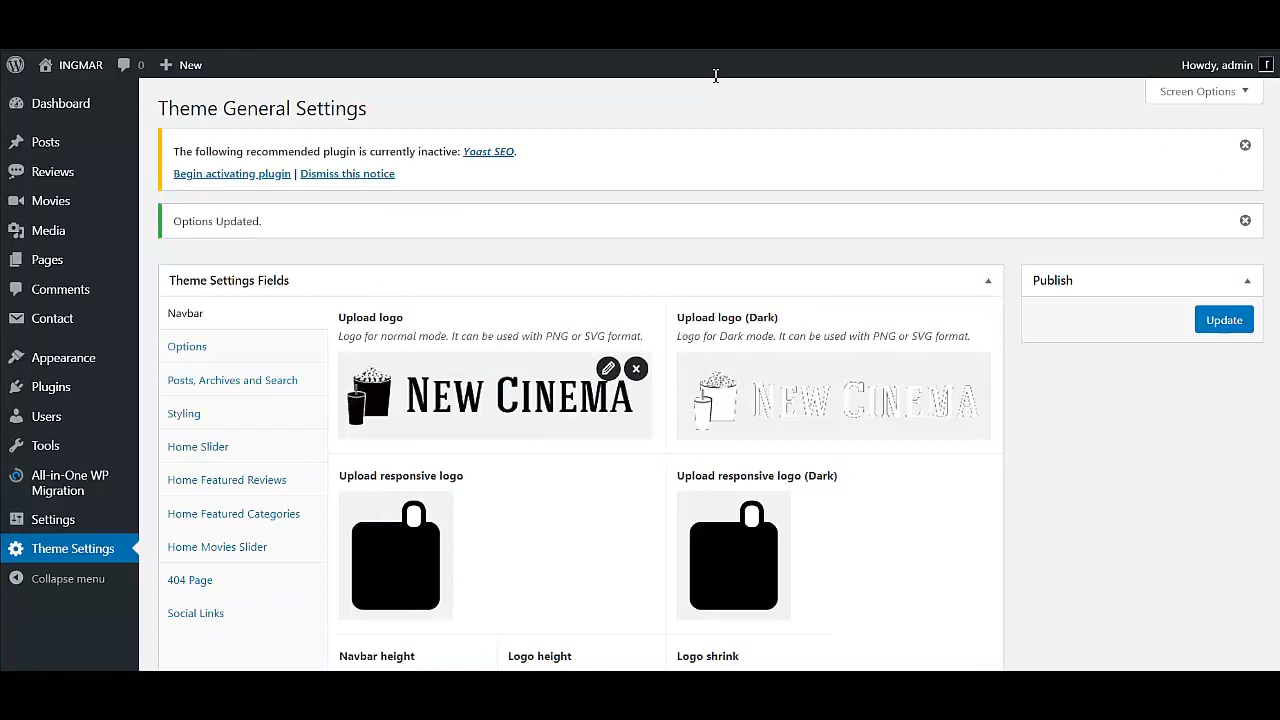 INGMAR
0
New
Howdy, admin
Dashboard
Posts
Reviews
Movies
Media
Pages
Comments
Contact
Appearance
Plugins
Users
Tools
All-in-One WP
Migration
Settings
Theme Settings
Collapse menu
Screen Options
Theme General Settings
The following recommended plugin is currently inactive: Yoast SEO.
Begin activating plugin | Dismiss this notice
Options Updated.
Theme Settings Fields
Navbar
Options
Posts, Archives and Search
Styling
Home Slider
Home Featured Reviews
Home Featured Categories
Home Movies Slider
404 Page
Social Links
Upload logo
Logo for normal mode. It can be used with PNG or SVG format.
NEW CINEMA
Upload logo (Dark)
Logo for Dark mode. It can be used with PNG or SVG format.
NEW CINEMA
Upload responsive logo
Upload responsive logo (Dark)
Navbar height
Logo height
Logo shrink
Publish
Update